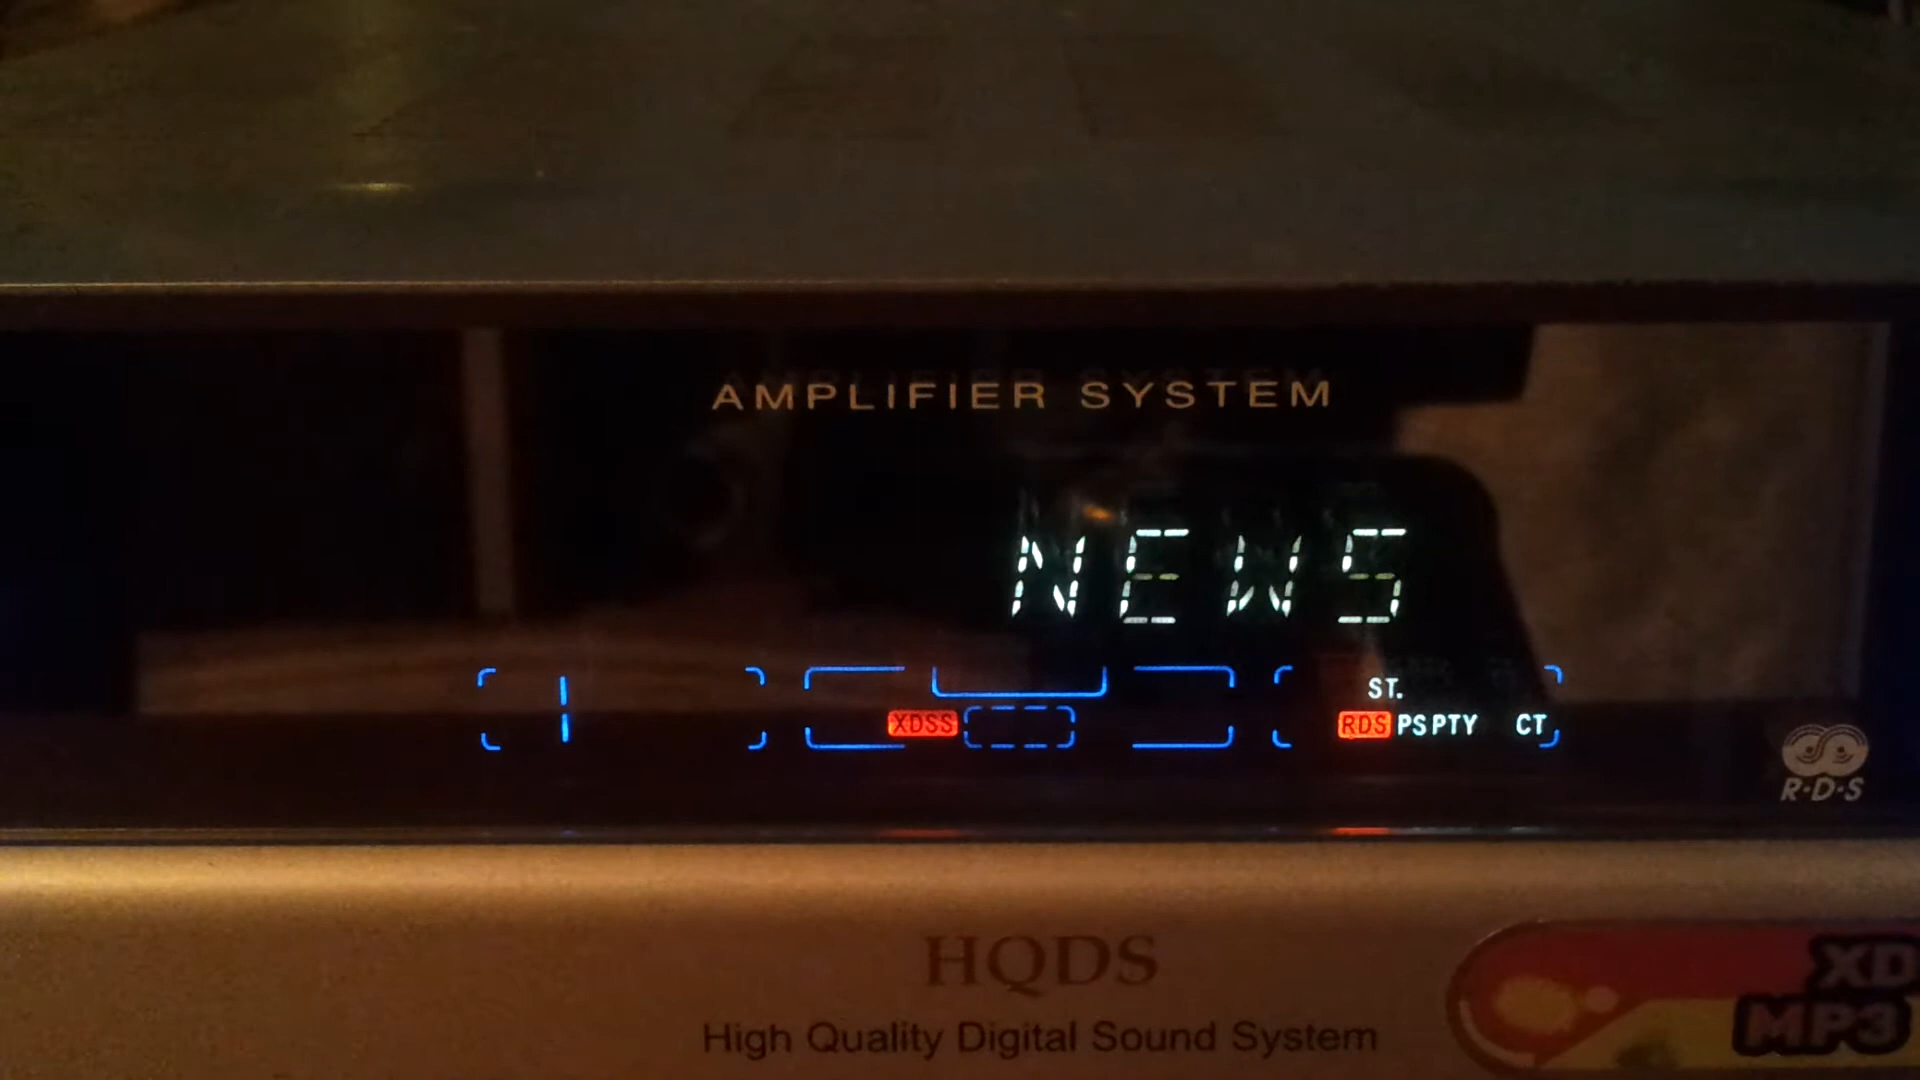 AMPLIFIER SYSTEM
NEWS
ST.
XDSS
RDS PS PTY CT
R·D·S
HQDS
High Quality Digital Sound System
XD
MP3